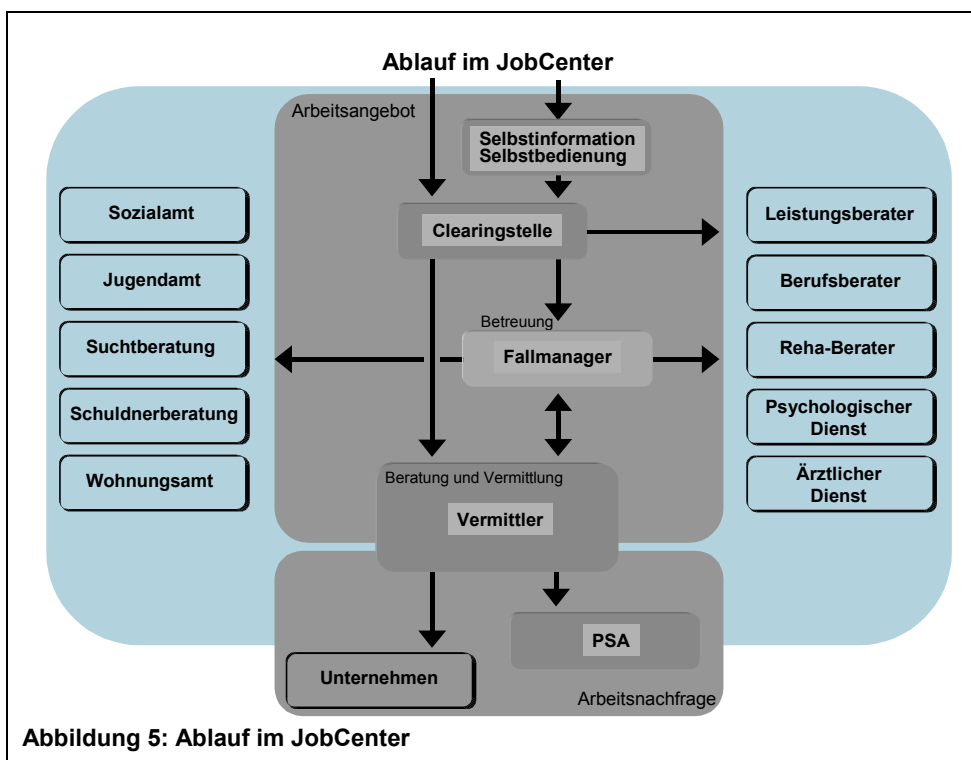 Ablauf im JobCenter
Arbeitsangebot
Selbstinformation
Selbstbedienung
Sozialamt
Jugendamt
Suchtberatung
Schuldnerberatung
Wohnungsamt
Clearingstelle
Betreuung
Fallmanager
Beratung und Vermittlung
Vermittler
Leistungsberater
Berufsberater
Reha-Berater
Psychologischer
Dienst
Ärztlicher
Dienst
PSA
Unternehmen
Arbeitsnachfrage
Abbildung 5: Ablauf im JobCenter